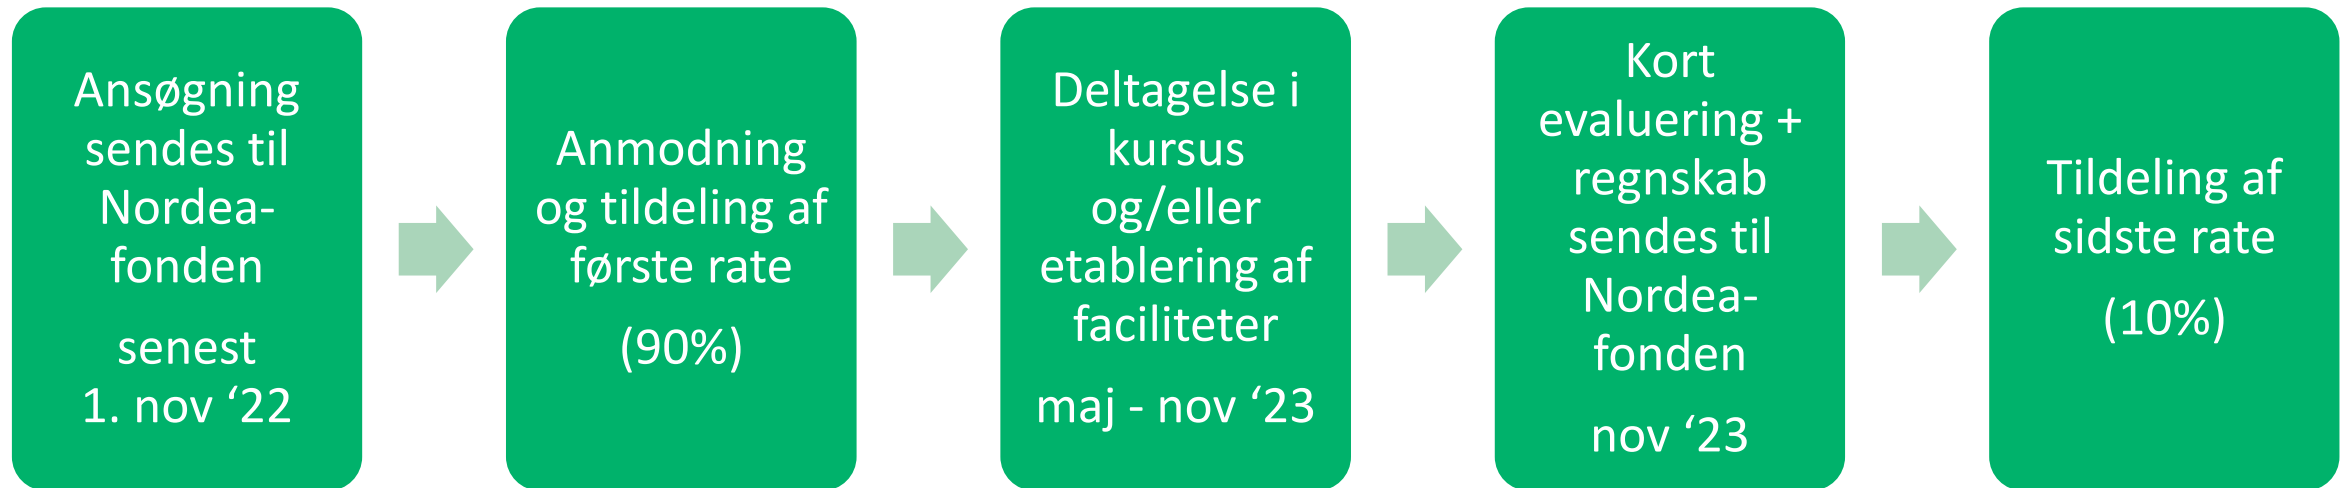 Ansøgning
sendes til
Nordea-
fonden
senest
1. nov ‘22
Anmodning
og tildeling af
første rate
(90%)
Deltagelse i
kursus
og/eller
etablering af
faciliteter
maj - nov ‘23
Kort
evaluering +
regnskab
sendes til
Nordea-
fonden
nov ‘23
Tildeling af
sidste rate
(10%)